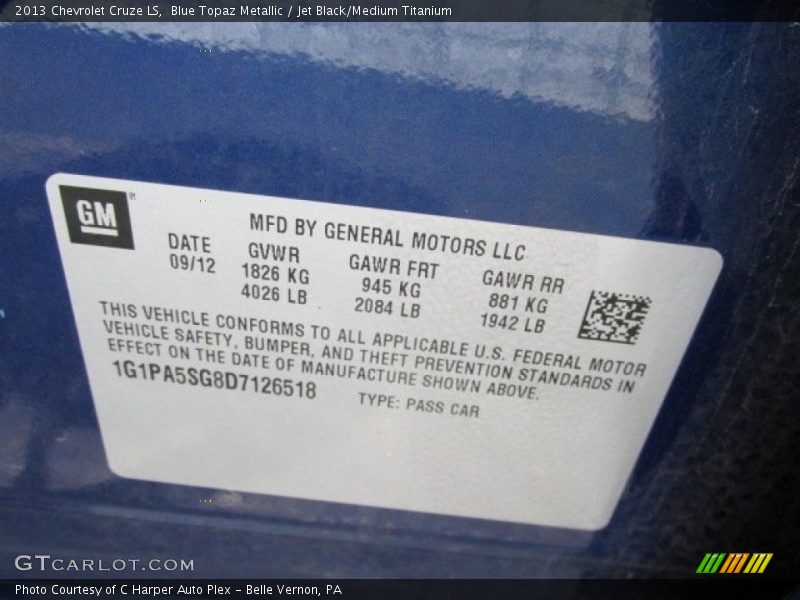 2013 Chevrolet Cruze LS, Blue Topaz Metallic / Jet Black/Medium Titanium
GM
MFD BY GENERAL MOTORS LLC
DATE GVWR GAWR FRT GAWR RR
09/12 1826 KG 945 KG 881 KG
4026 LB 2084 LB 1942 LB
THIS VEHICLE CONFORMS TO ALL APPLICABLE U.S. FEDERAL MOTOR
VEHICLE SAFETY, BUMPER, AND THEFT PREVENTION STANDARDS IN
EFFECT ON THE DATE OF MANUFACTURE SHOWN ABOVE.
1G1PA5SG8D7126518 TYPE: PASS CAR
GTCARLOT.COM
Photo Courtesy of C Harper Auto Plex - Belle Vernon, PA